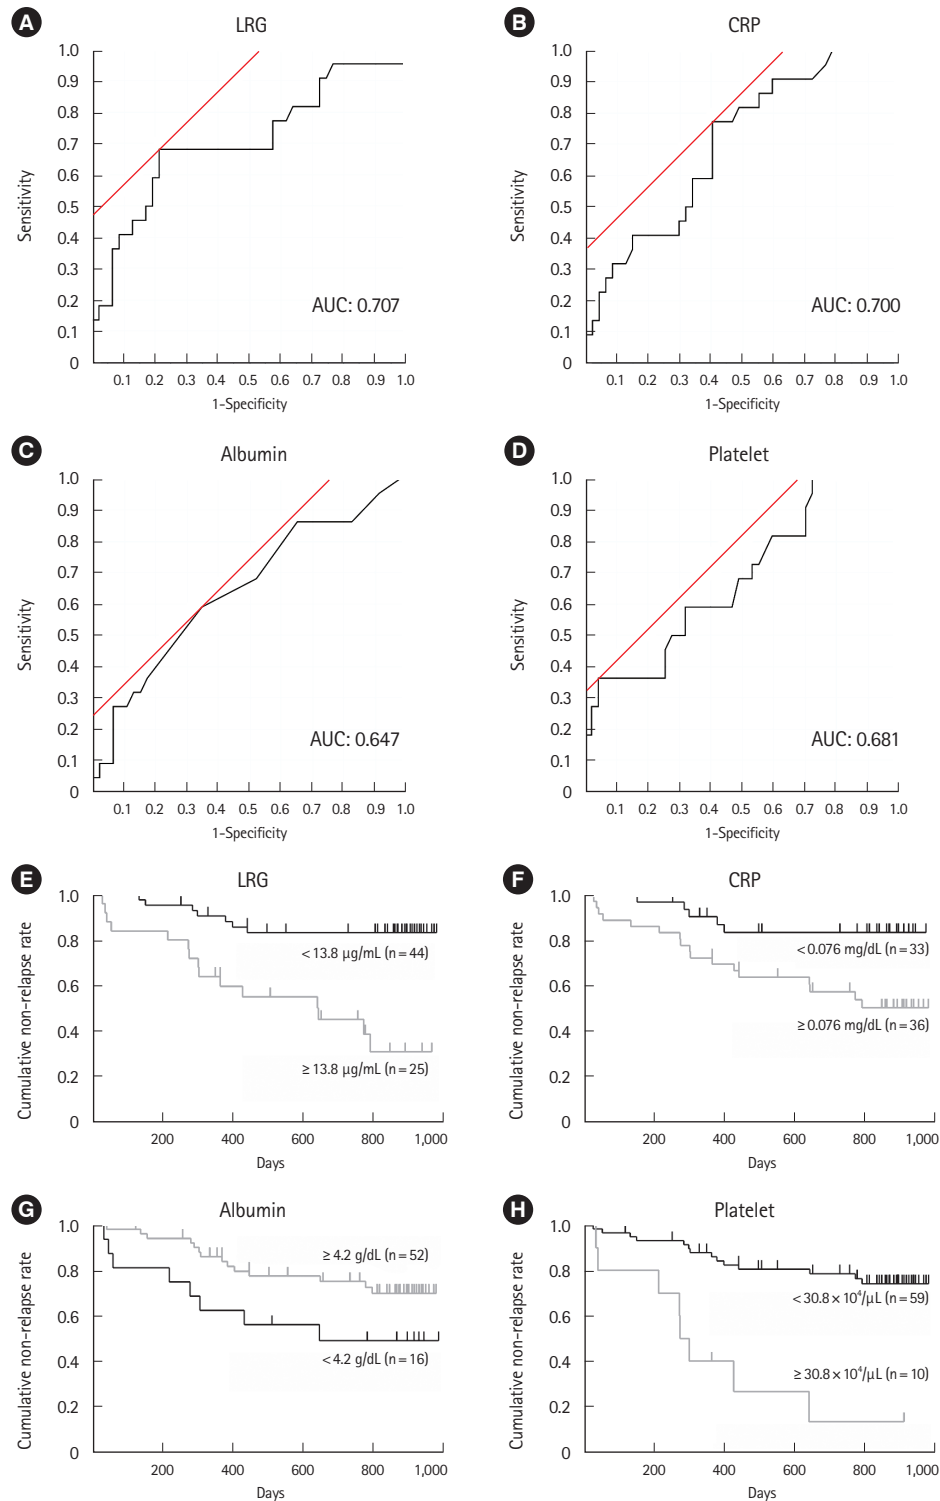 A
LRG
1.0
0.9
0.8
0.7
0.6
0.5
0.4
0.3
0.2
0.1
0
Sensitivity
AUC: 0.707
0.1 0.2 0.3 0.4 0.5 0.6 0.7 0.8 0.9 1.0
1-Specificity
B
CRP
1.0
0.9
0.8
0.7
0.6
0.5
0.4
0.3
0.2
0.1
0
Sensitivity
AUC: 0.700
0.1 0.2 0.3 0.4 0.5 0.6 0.7 0.8 0.9 1.0
1-Specificity
C
Albumin
1.0
0.9
0.8
0.7
0.6
0.5
0.4
0.3
0.2
0.1
0
Sensitivity
AUC: 0.647
0.1 0.2 0.3 0.4 0.5 0.6 0.7 0.8 0.9 1.0
1-Specificity
D
Platelet
1.0
0.9
0.8
0.7
0.6
0.5
0.4
0.3
0.2
0.1
0
Sensitivity
AUC: 0.681
0.1 0.2 0.3 0.4 0.5 0.6 0.7 0.8 0.9 1.0
1-Specificity
E
LRG
1.0
0.8
0.6
0.4
0.2
0
Cumulative non-relapse rate
< 13.8 µg/mL (n = 44)
≥ 13.8 µg/mL (n = 25)
200 400 600 800 1,000
Days
F
CRP
1.0
0.8
0.6
0.4
0.2
0
Cumulative non-relapse rate
< 0.076 mg/dL (n = 33)
≥ 0.076 mg/dL (n = 36)
200 400 600 800 1,000
Days
G
Albumin
1.0
0.8
0.6
0.4
0.2
0
Cumulative non-relapse rate
≥ 4.2 g/dL (n = 52)
< 4.2 g/dL (n = 16)
200 400 600 800 1,000
Days
H
Platelet
1.0
0.8
0.6
0.4
0.2
0
Cumulative non-relapse rate
< 30.8 × 10⁴/µL (n = 59)
≥ 30.8 × 10⁴/µL (n = 10)
200 400 600 800 1,000
Days